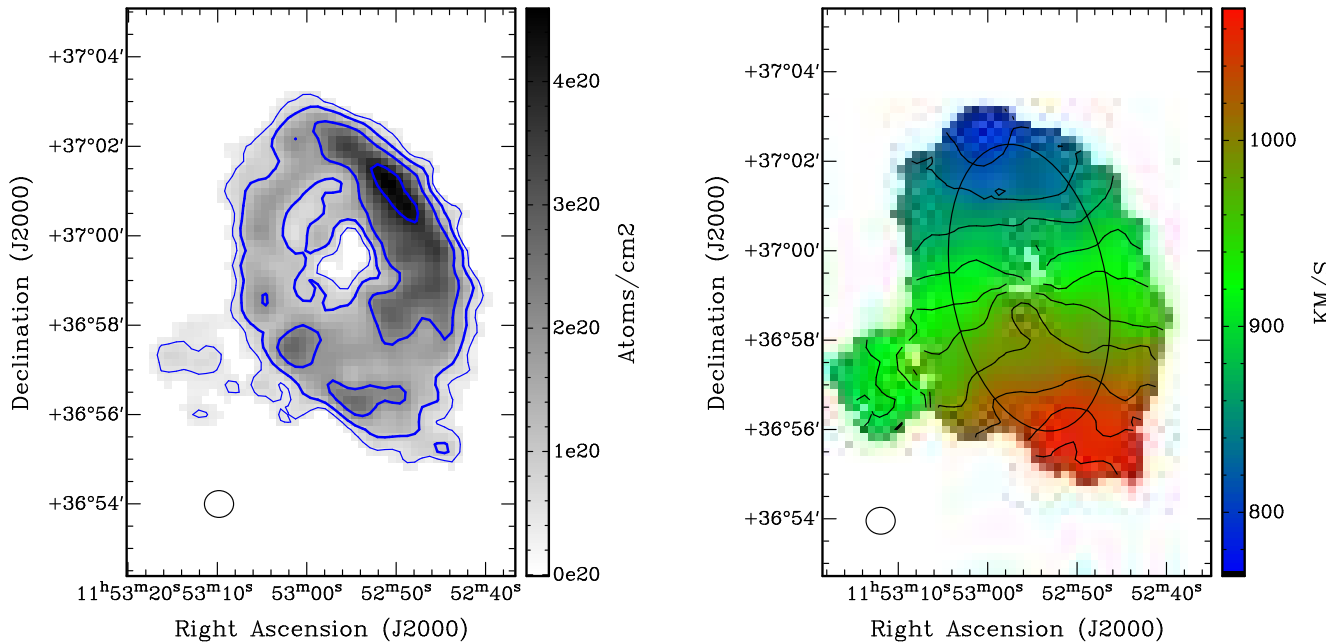 +37°04′
+37°02′
+37°00′
+36°58′
+36°56′
+36°54′
Declination (J2000)
11h53m20s 53m10s 53m00s 52m50s 52m40s
Right Ascension (J2000)
4e20
3e20
2e20
1e20
0e20
Atoms/cm2
+37°04′
+37°02′
+37°00′
+36°58′
+36°56′
+36°54′
Declination (J2000)
11h53m10s 53m00s 52m50s 52m40s
Right Ascension (J2000)
1000
900
800
KM/S